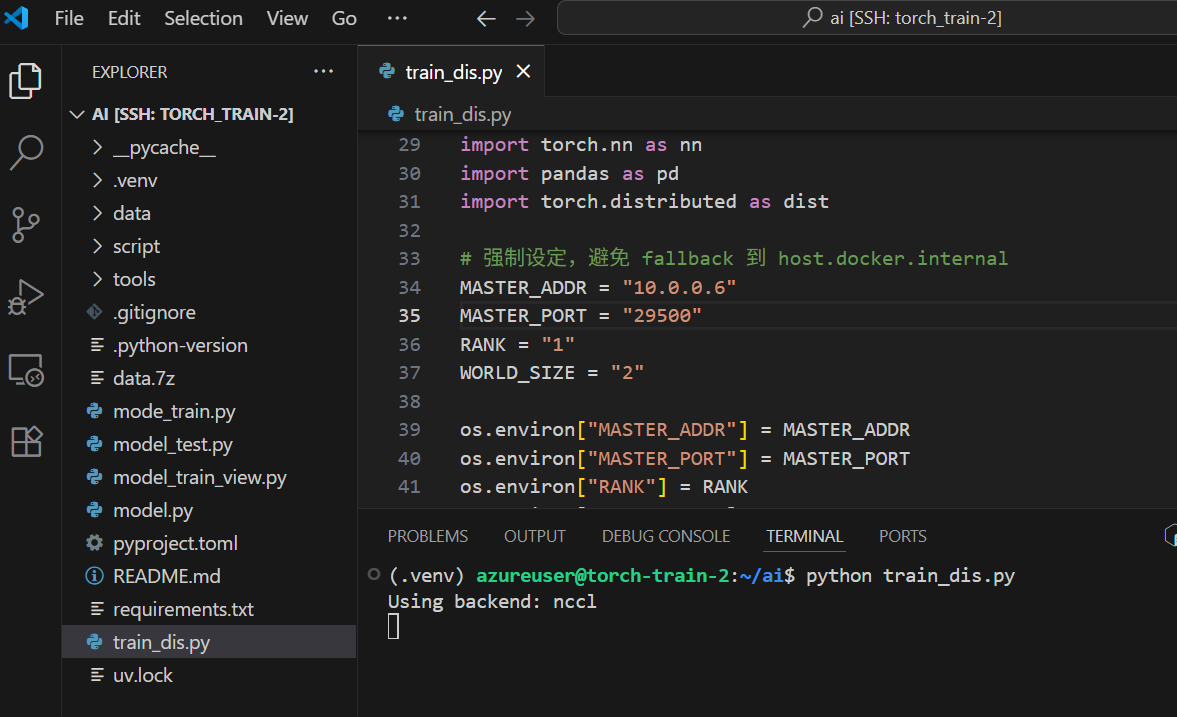 File Edit Selection View Go ··· ai [SSH: torch_train-2]
EXPLORER ···
AI [SSH: TORCH_TRAIN-2]
__pycache__
.venv
data
script
tools
.gitignore
.python-version
data.7z
mode_train.py
model_test.py
model_train_view.py
model.py
pyproject.toml
README.md
requirements.txt
train_dis.py
uv.lock
train_dis.py
train_dis.py
29 import torch.nn as nn
30 import pandas as pd
31 import torch.distributed as dist
32
33 # 强制设定，避免 fallback 到 host.docker.internal
34 MASTER_ADDR = "10.0.0.6"
35 MASTER_PORT = "29500"
36 RANK = "1"
37 WORLD_SIZE = "2"
38
39 os.environ["MASTER_ADDR"] = MASTER_ADDR
40 os.environ["MASTER_PORT"] = MASTER_PORT
41 os.environ["RANK"] = RANK
PROBLEMS OUTPUT DEBUG CONSOLE TERMINAL PORTS
(.venv) azureuser@torch-train-2:~/ai$ python train_dis.py
Using backend: nccl